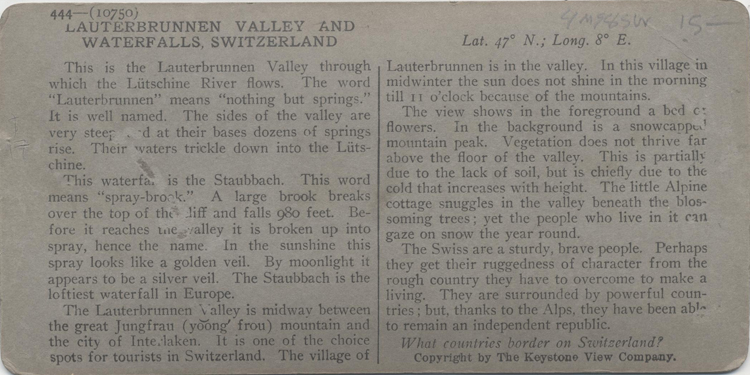 444—(10750)
LAUTERBRUNNEN VALLEY AND
WATERFALLS, SWITZERLAND
This is the Lauterbrunnen Valley through
which the Lütschine River flows. The word
"Lauterbrunnen" means "nothing but springs."
It is well named. The sides of the valley are
very steep d at their bases dozens of springs
rise. Their waters trickle down into the Lüts-
chine.
This waterfa is the Staubbach. This word
means "spray-brook." A large brook breaks
over the top of the liff and falls 980 feet. Be-
fore it reaches the valley it is broken up into
spray, hence the name. In the sunshine this
spray looks like a golden veil. By moonlight it
appears to be a silver veil. The Staubbach is the
loftiest waterfall in Europe.
The Lauterbrunnen Valley is midway between
the great Jungfrau (yŏŏng′ frou) mountain and
the city of Interlaken. It is one of the choice
spots for tourists in Switzerland. The village of
15—
Lat. 47° N.; Long. 8° E.
Lauterbrunnen is in the valley. In this village in
midwinter the sun does not shine in the morning
till 11 o'clock because of the mountains.
The view shows in the foreground a bed of
flowers. In the background is a snowcapped
mountain peak. Vegetation does not thrive far
above the floor of the valley. This is partially
due to the lack of soil, but is chiefly due to the
cold that increases with height. The little Alpine
cottage snuggles in the valley beneath the blos-
soming trees; yet the people who live in it can
gaze on snow the year round.
The Swiss are a sturdy, brave people. Perhaps
they get their ruggedness of character from the
rough country they have to overcome to make a
living. They are surrounded by powerful coun-
tries; but, thanks to the Alps, they have been able
to remain an independent republic.
What countries border on Switzerland?
Copyright by The Keystone View Company.